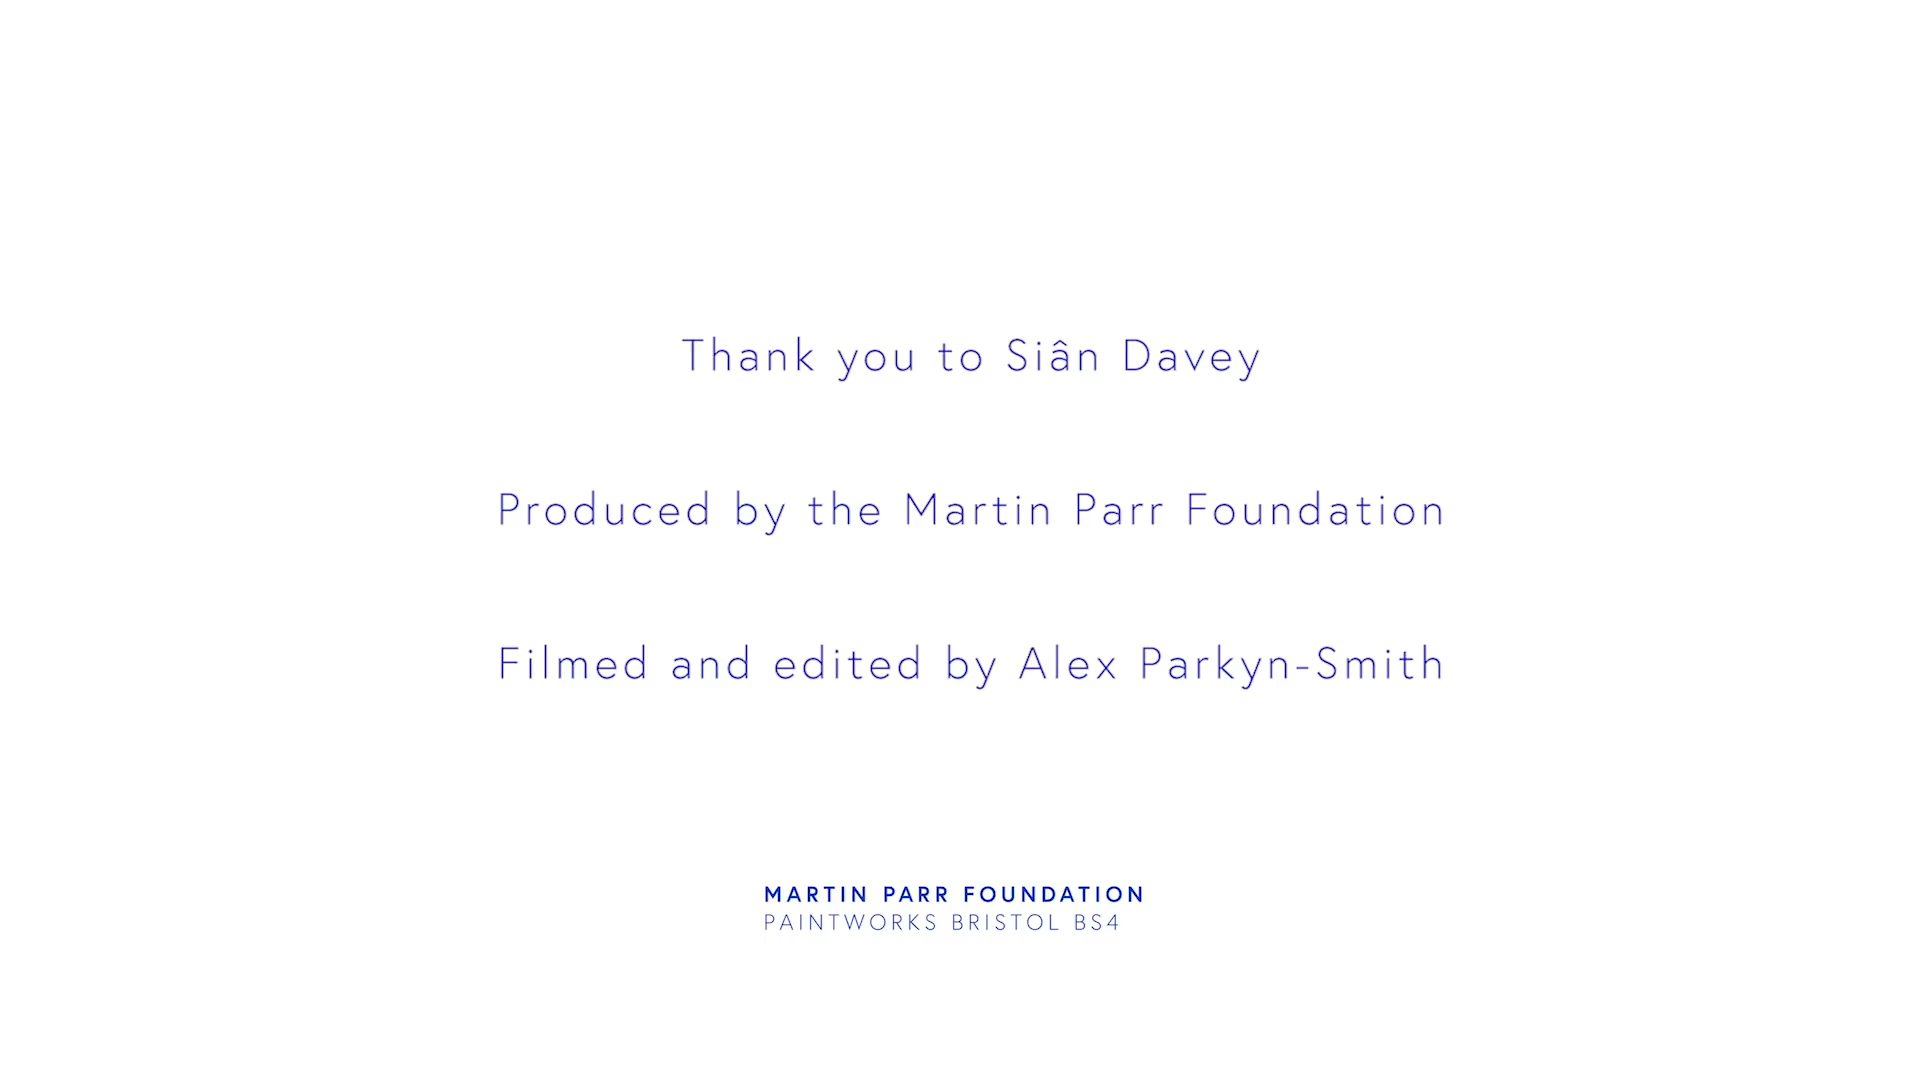 Thank you to Siân Davey
Produced by the Martin Parr Foundation
Filmed and edited by Alex Parkyn-Smith
MARTIN PARR FOUNDATION
PAINTWORKS BRISTOL BS4